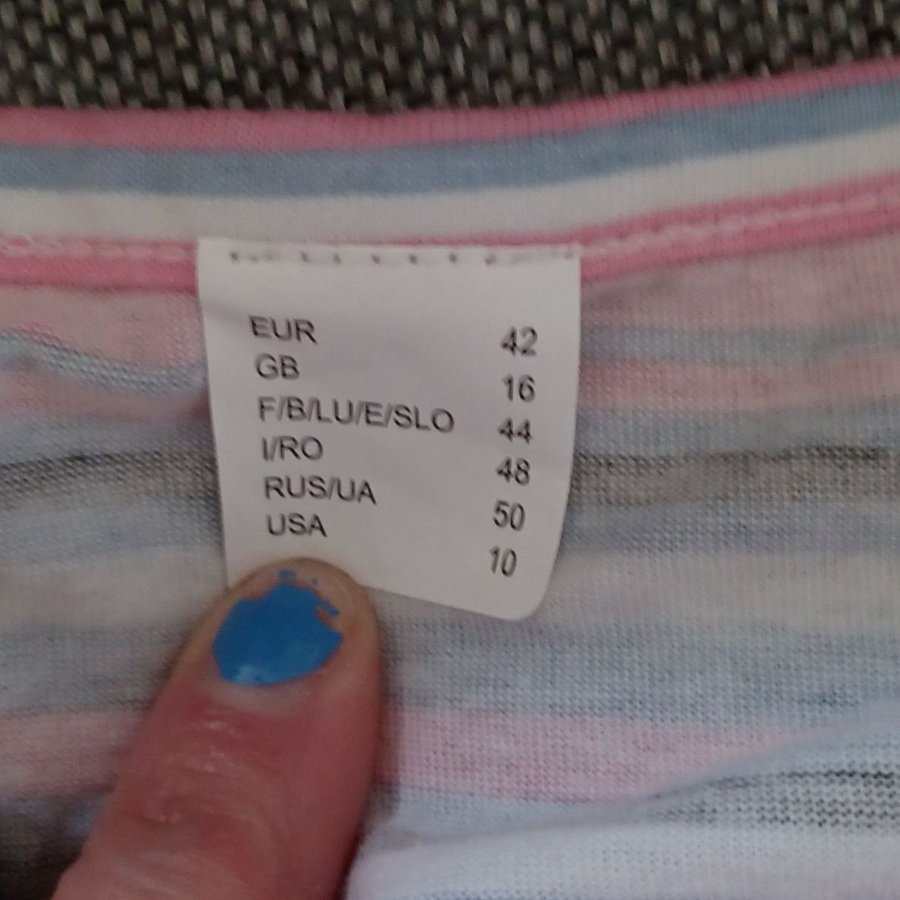 EUR 42
GB 16
F/B/LU/E/SLO 44
I/RO 48
RUS/UA 50
USA 10